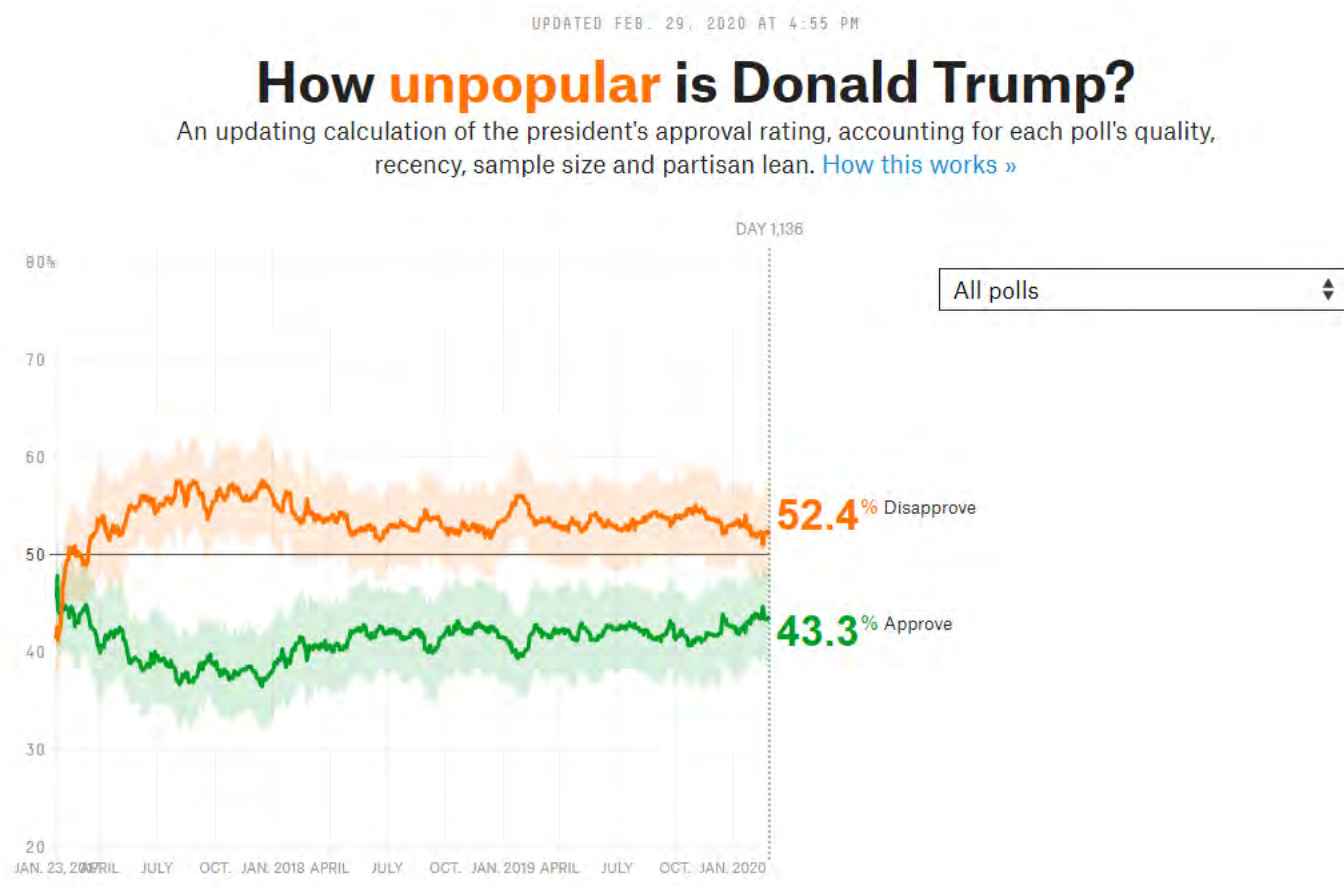 UPDATED FEB. 29, 2020 AT 4:55 PM
How unpopular is Donald Trump?
An updating calculation of the president's approval rating, accounting for each poll's quality,
recency, sample size and partisan lean. How this works »
DAY 1,136
80%
All polls
70
60
52.4% Disapprove
50
43.3% Approve
40
30
20
JAN. 23, 2017 APRIL JULY OCT. JAN. 2018 APRIL JULY OCT. JAN. 2019 APRIL JULY OCT. JAN. 2020